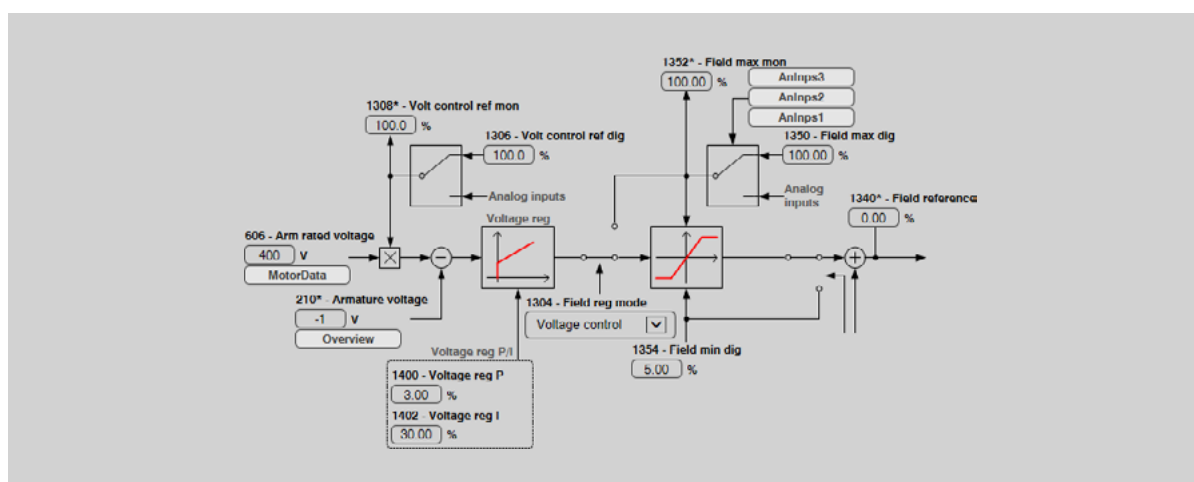 1352* - Field max mon
100.00 %
AnInps3
AnInps2
AnInps1
1308* - Volt control ref mon
100.0 %
1306 - Volt control ref dig
100.0 %
1350 - Field max dig
100.00 %
Analog inputs
Analog
inputs
1340* - Field reference
0.00 %
Voltage reg
606 - Arm rated voltage
400 V
MotorData
210* - Armature voltage
-1 V
Overview
1304 - Field reg mode
Voltage control
Voltage reg P/I
1354 - Field min dig
5.00 %
1400 - Voltage reg P
3.00 %
1402 - Voltage reg I
30.00 %